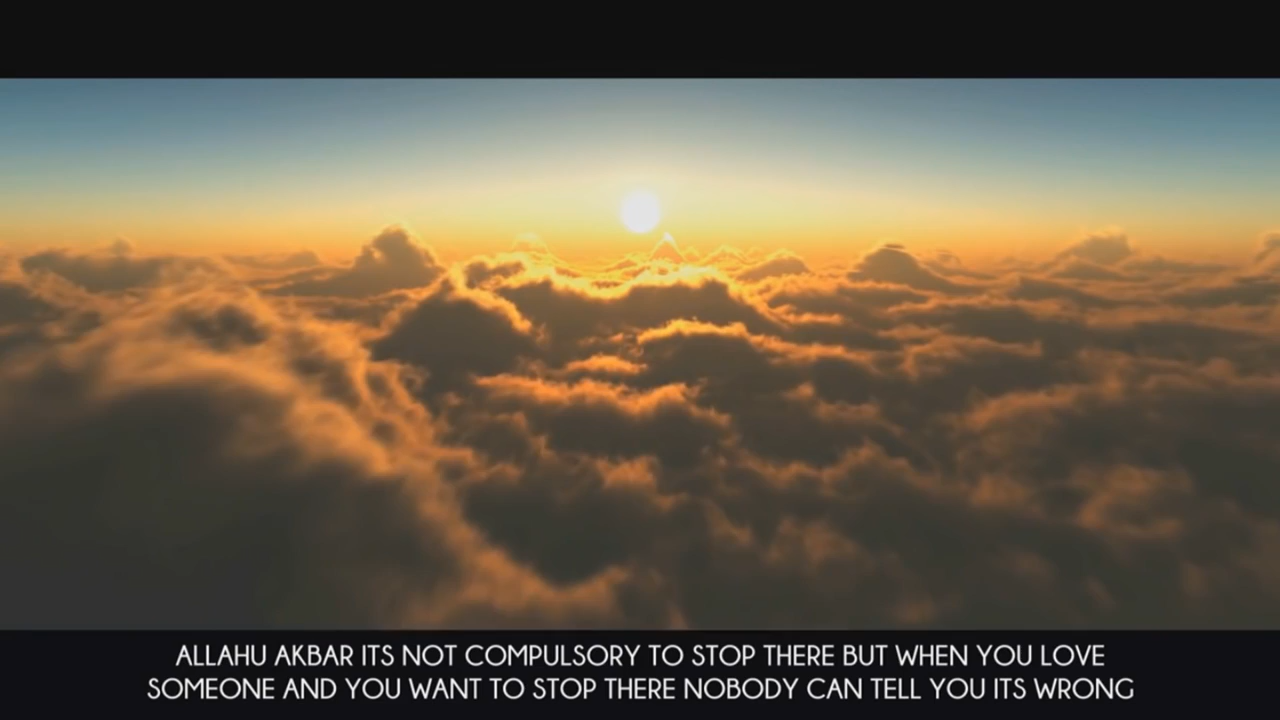 ALLAHU AKBAR ITS NOT COMPULSORY TO STOP THERE BUT WHEN YOU LOVE
SOMEONE AND YOU WANT TO STOP THERE NOBODY CAN TELL YOU ITS WRONG